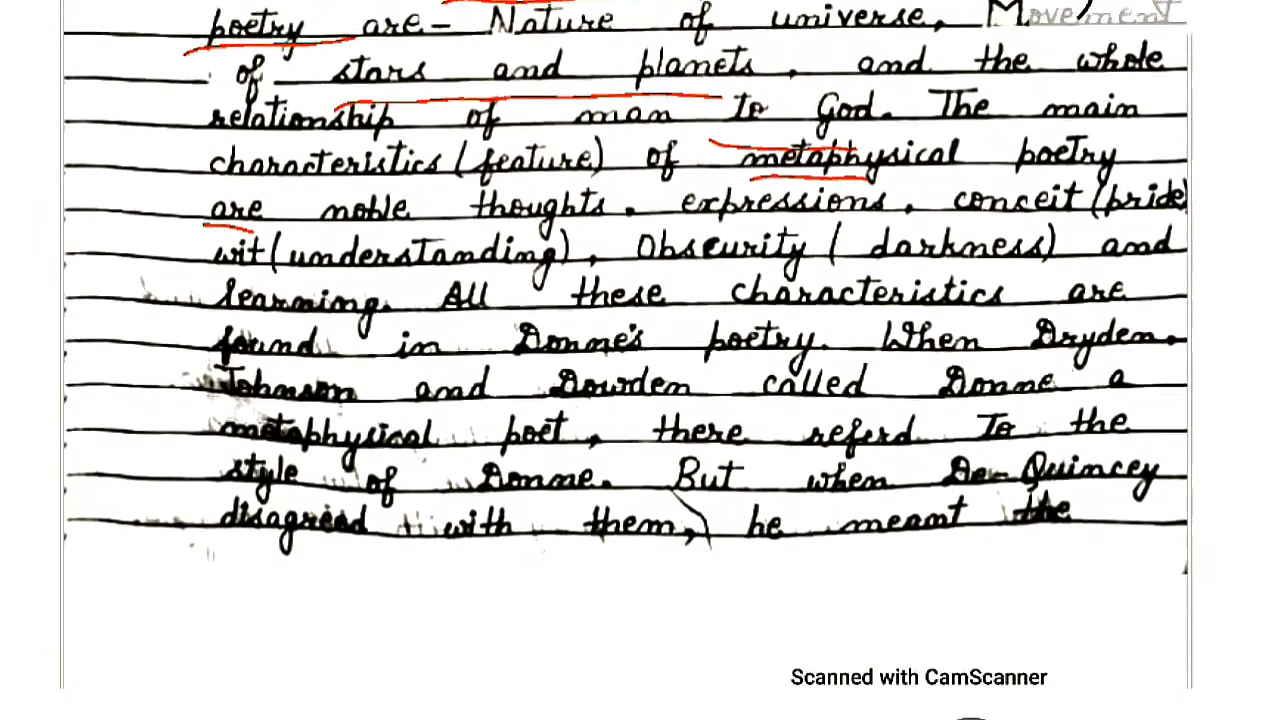 poetry are- Nature of universe, Movement
of stars and planets, and the whole
relationship of man to God. The main
characteristics (feature) of metaphysical poetry
are noble thoughts, expressions, conceit (bride)
wit (understanding), Obscurity (darkness) and
learning. All these characteristics are
found in Donne's poetry. When Dryden,
Johnson and Dowden called Donne a
metaphysical poet, there referd to the
style of Donne. But when De-Quincey
disagried with them, he meant the
Scanned with CamScanner